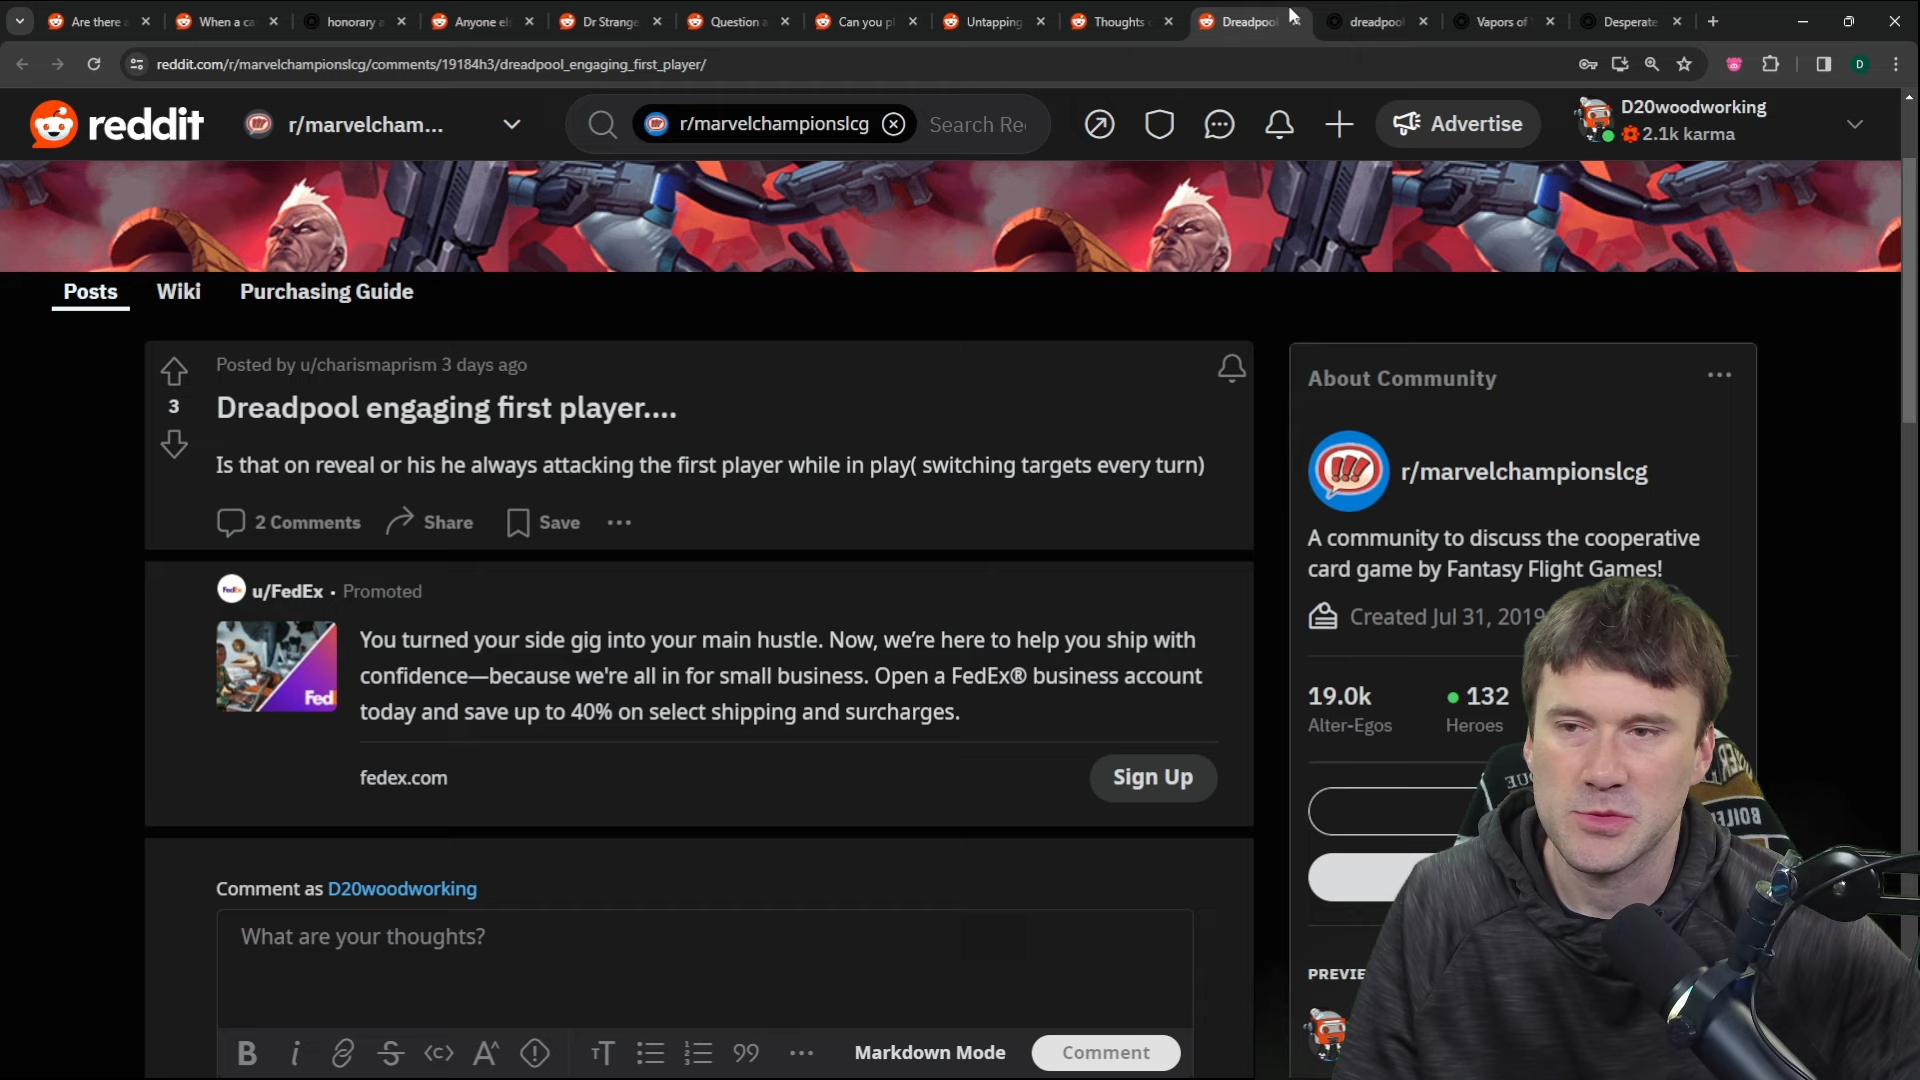 Are there
When a ca
honorary
Anyone el
Dr Strange
Question
Can you pl
Untapping
Thoughts
Dreadpool
dreadpool
Vapors of
Desperate
reddit.com/r/marvelchampionslcg/comments/19184h3/dreadpool_engaging_first_player/
D
reddit
r/marvelcham...
r/marvelchampionslcg
Search Re
Advertise
D20woodworking
2.1k karma
Posts
Wiki
Purchasing Guide
Posted by u/charismaprism 3 days ago
3
Dreadpool engaging first player....
Is that on reveal or his he always attacking the first player while in play( switching targets every turn)
2 Comments
Share
Save
u/FedEx • Promoted
You turned your side gig into your main hustle. Now, we're here to help you ship with
confidence—because we're all in for small business. Open a FedEx® business account
today and save up to 40% on select shipping and surcharges.
Fed
fedex.com
Sign Up
Comment as D20woodworking
What are your thoughts?
Markdown Mode
Comment
About Community
r/marvelchampionslcg
A community to discuss the cooperative
card game by Fantasy Flight Games!
Created Jul 31, 2019
19.0k
132
Alter-Egos
Heroes
PREVIE